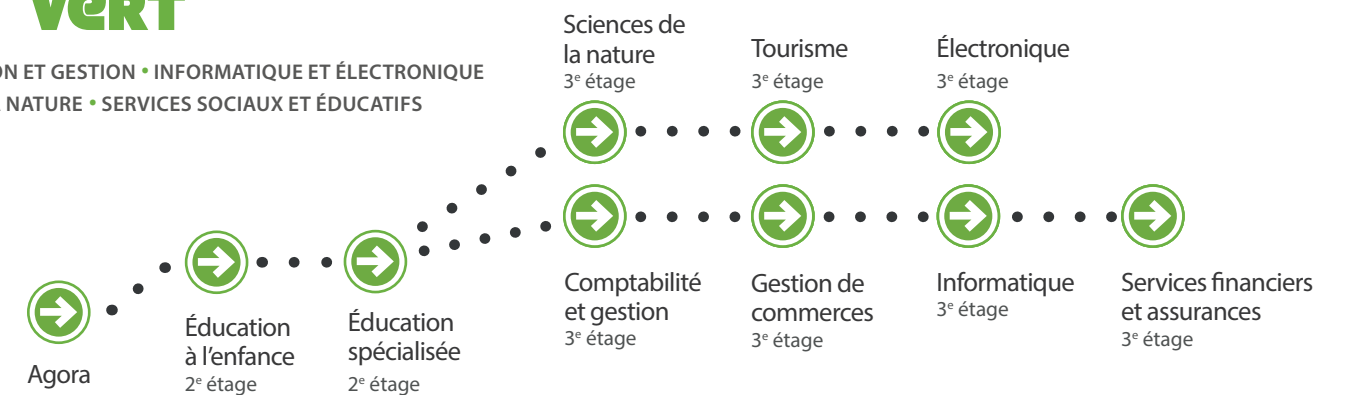 VERT
ET GESTION • INFORMATIQUE ET ÉLECTRONIQUE
NATURE • SERVICES SOCIAUX ET ÉDUCATIFS
Sciences de
la nature
3e étage
Tourisme
3e étage
Électronique
3e étage
Agora
Éducation
à l'enfance
2e étage
Éducation
spécialisée
2e étage
Comptabilité
et gestion
3e étage
Gestion de
commerces
3e étage
Informatique
3e étage
Services financiers
et assurances
3e étage